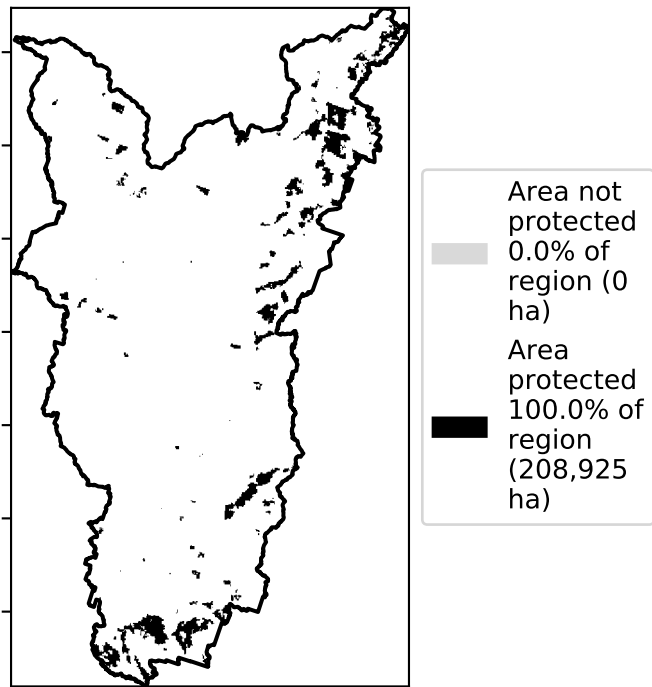 Area not
protected
0.0% of
region (0
ha)
Area
protected
100.0% of
region
(208,925
ha)